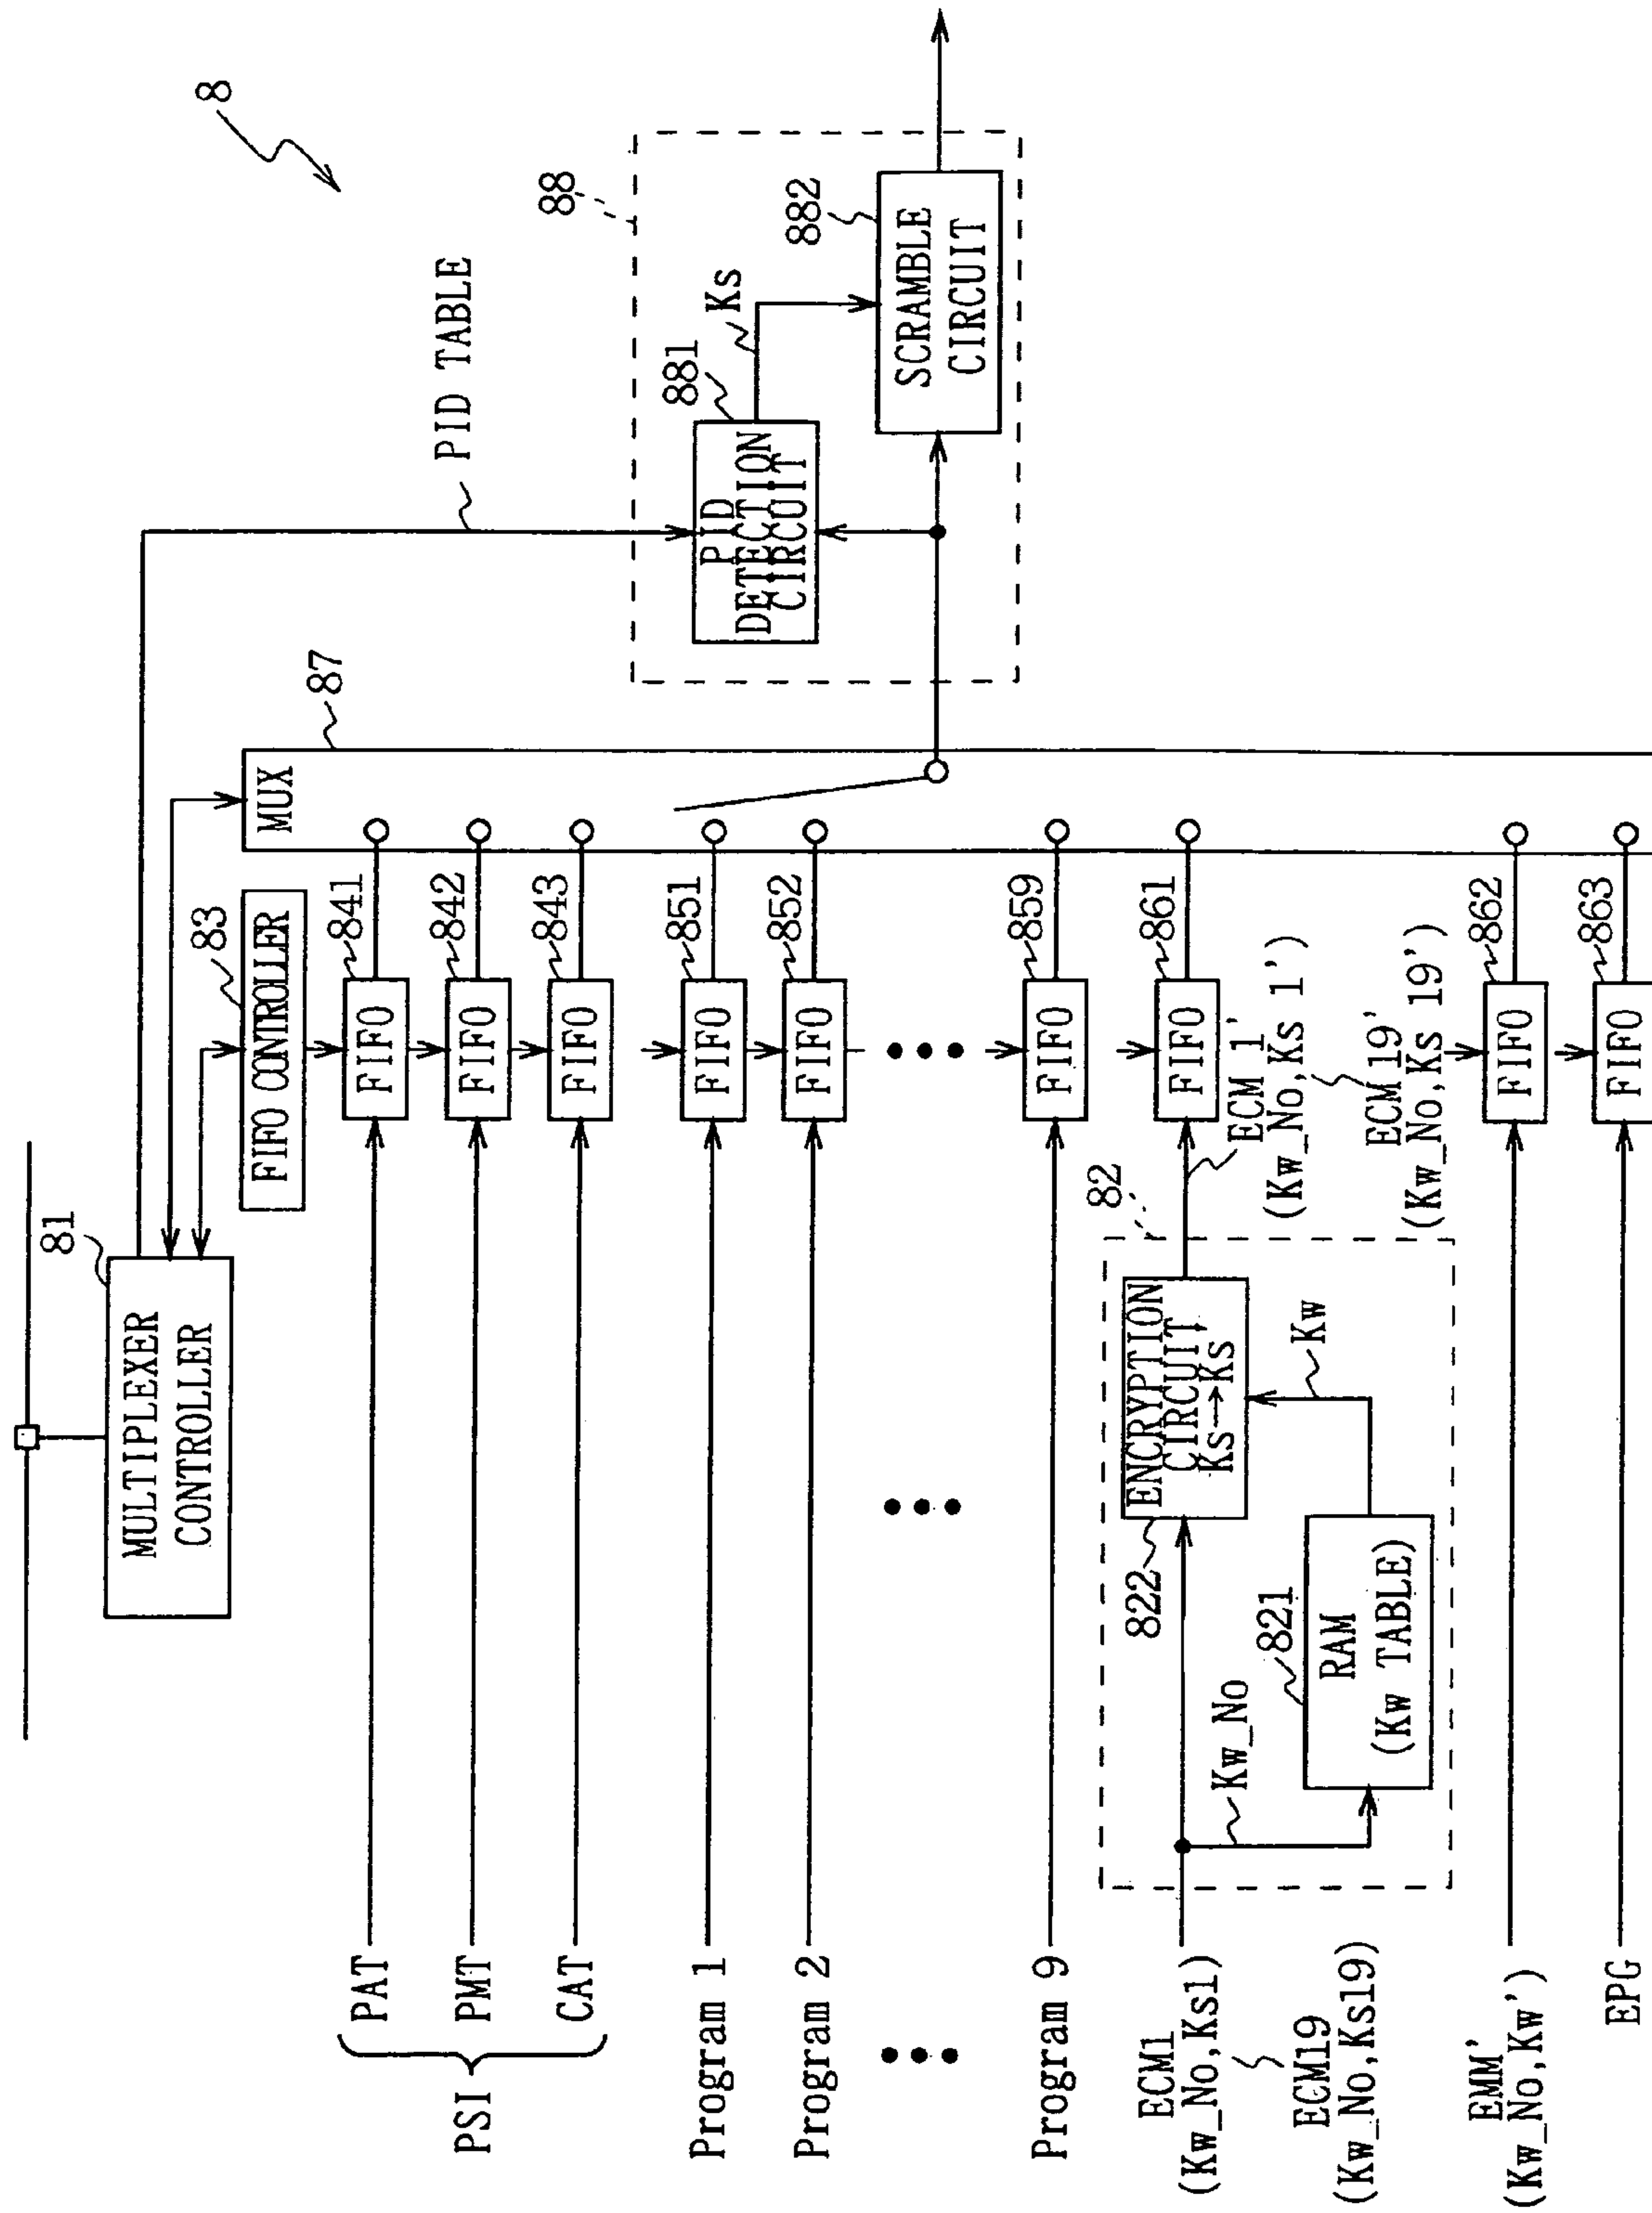 8
81
MULTIPLEXER
CONTROLLER
PID TABLE
83
FIFO CONTROLLER
87
MUX
88
881
PID
DETECTION
CIRCUIT
Ks
882
SCRAMBLE
CIRCUIT
PSI
PAT
FIFO
841
PMT
FIFO
842
CAT
FIFO
843
Program 1
FIFO
851
Program 2
FIFO
852
Program 9
FIFO
859
ECM1
(Kw_No,Ks1)
ECM19
(Kw_No,Ks19)
82
822
ENCRYPTION
CIRCUIT
Ks→Ks'
Kw_No
821
RAM
(Kw TABLE)
Kw
FIFO
861
ECM 1'
(Kw_No,Ks 1')
ECM 19'
(Kw_No,Ks 19')
EMM'
(Kw_No,Kw')
FIFO
862
EPG
FIFO
863